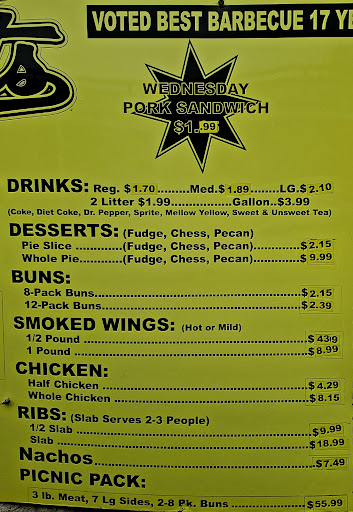 VOTED BEST BARBECUE 17 YE
WEDNESDAY
PORK SANDWICH
$1.99
DRINKS: Reg. $1.70..........Med.$1.89.........LG.$2.10
2 Litter $1.99...................Gallon..$3.99
(Coke, Diet Coke, Dr. Pepper, Sprite, Mellow Yellow, Sweet & Unsweet Tea)
DESSERTS: (Fudge, Chess, Pecan)
Pie Slice ............(Fudge, Chess, Pecan)...............$2.15
Whole Pie............(Fudge, Chess, Pecan)...............$9.99
BUNS:
8-Pack Buns......................................................$2.15
12-Pack Buns....................................................$2.39
SMOKED WINGS: (Hot or Mild)
1/2 Pound ........................................................$439
1 Pound ...........................................................$8.99
CHICKEN:
Half Chicken .....................................................$4.29
Whole Chicken .................................................$8.15
RIBS: (Slab Serves 2-3 People)
1/2 Slab ...........................................................$9.99
Slab .................................................................$18.99
Nachos.............................................................$7.49
PICNIC PACK:
3 lb. Meat, 7 Lg Sides, 2-8 Pk. Buns ................$55.99